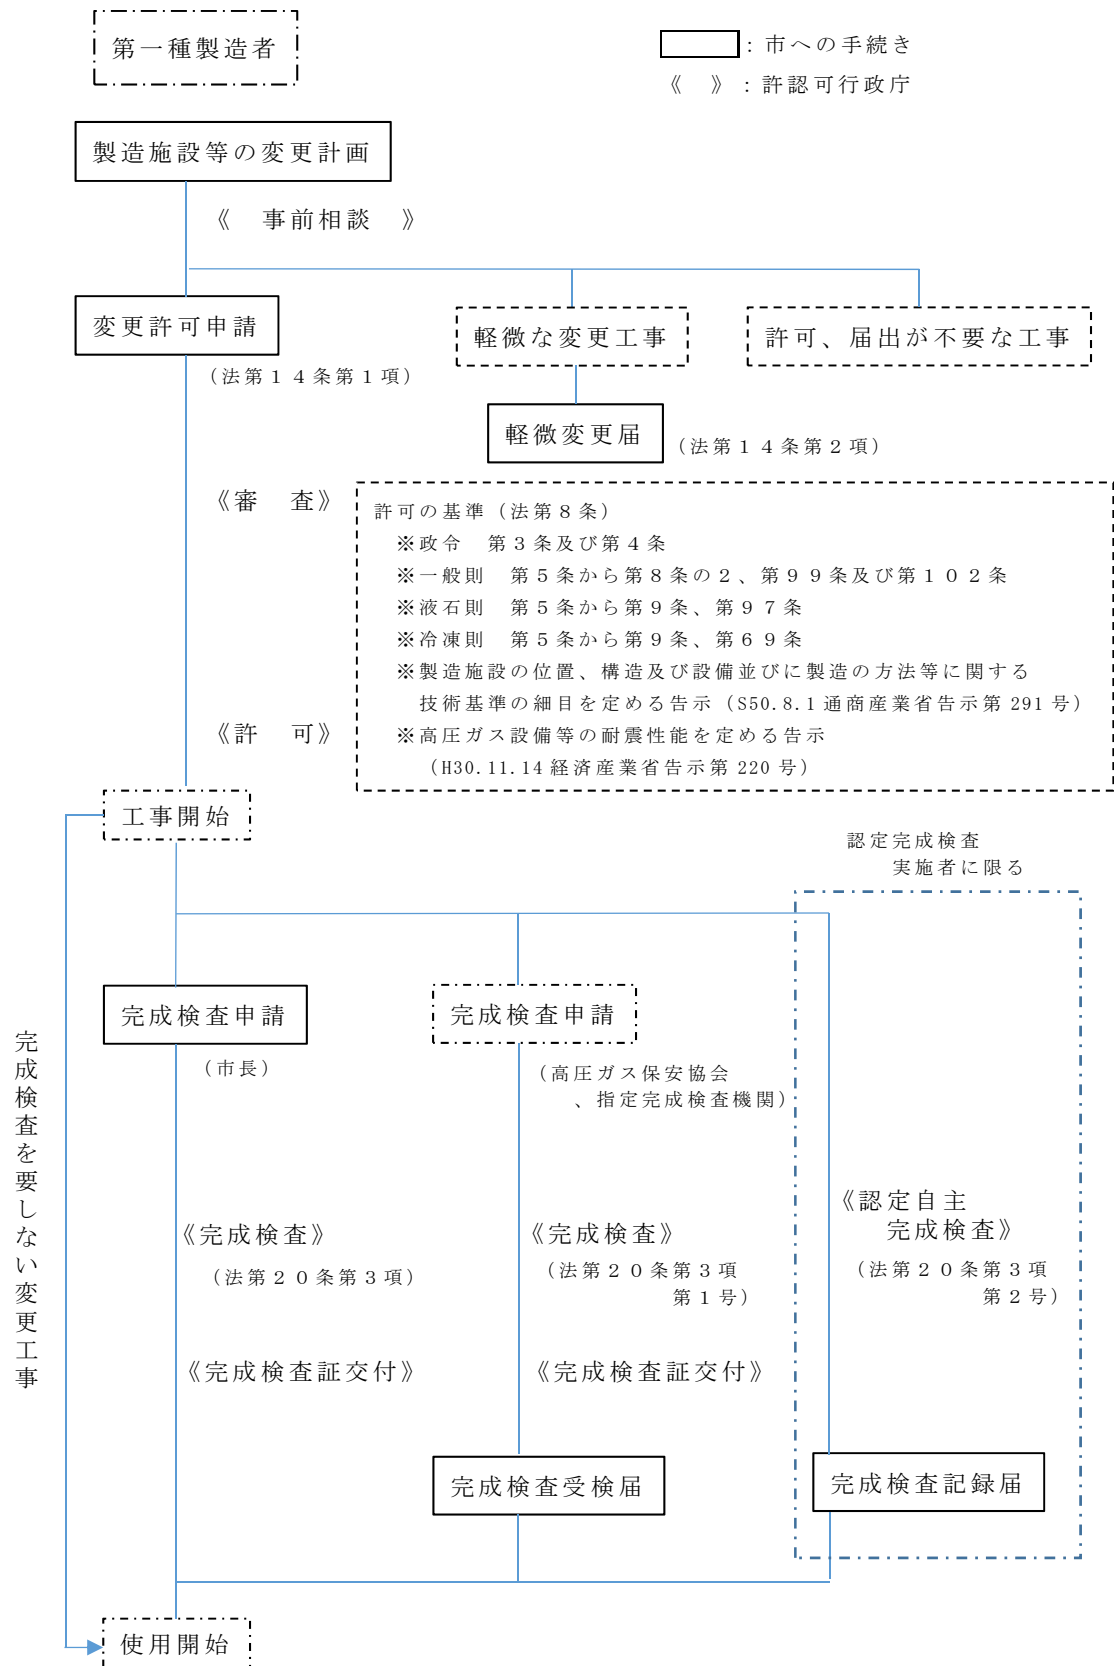 第一種製造者
：市への手続き
《　》：許認可行政庁
製造施設等の変更計画
《　事前相談　》
変更許可申請
軽微な変更工事
許可、届出が不要な工事
（法第１４条第１項）
軽微変更届
（法第１４条第２項）
《審　査》
許可の基準（法第８条）
※政令　第３条及び第４条
※一般則　第５条から第８条の２、第９９条及び第１０２条
※液石則　第５条から第９条、第９７条
※冷凍則　第５条から第９条、第６９条
※製造施設の位置、構造及び設備並びに製造の方法等に関する
技術基準の細目を定める告示（S50.8.1 通商産業省告示第 291 号）
《許　可》
※高圧ガス設備等の耐震性能を定める告示
（H30.11.14 経済産業省告示第 220 号）
工事開始
認定完成検査
実施者に限る
完成検査申請
完成検査申請
（市長）
（高圧ガス保安協会
、指定完成検査機関）
完成検査を要しない変更工事
《完成検査》
（法第２０条第３項）
《完成検査》
（法第２０条第３項
第１号）
《認定自主
完成検査》
（法第２０条第３項
第２号）
《完成検査証交付》
《完成検査証交付》
完成検査受検届
完成検査記録届
使用開始